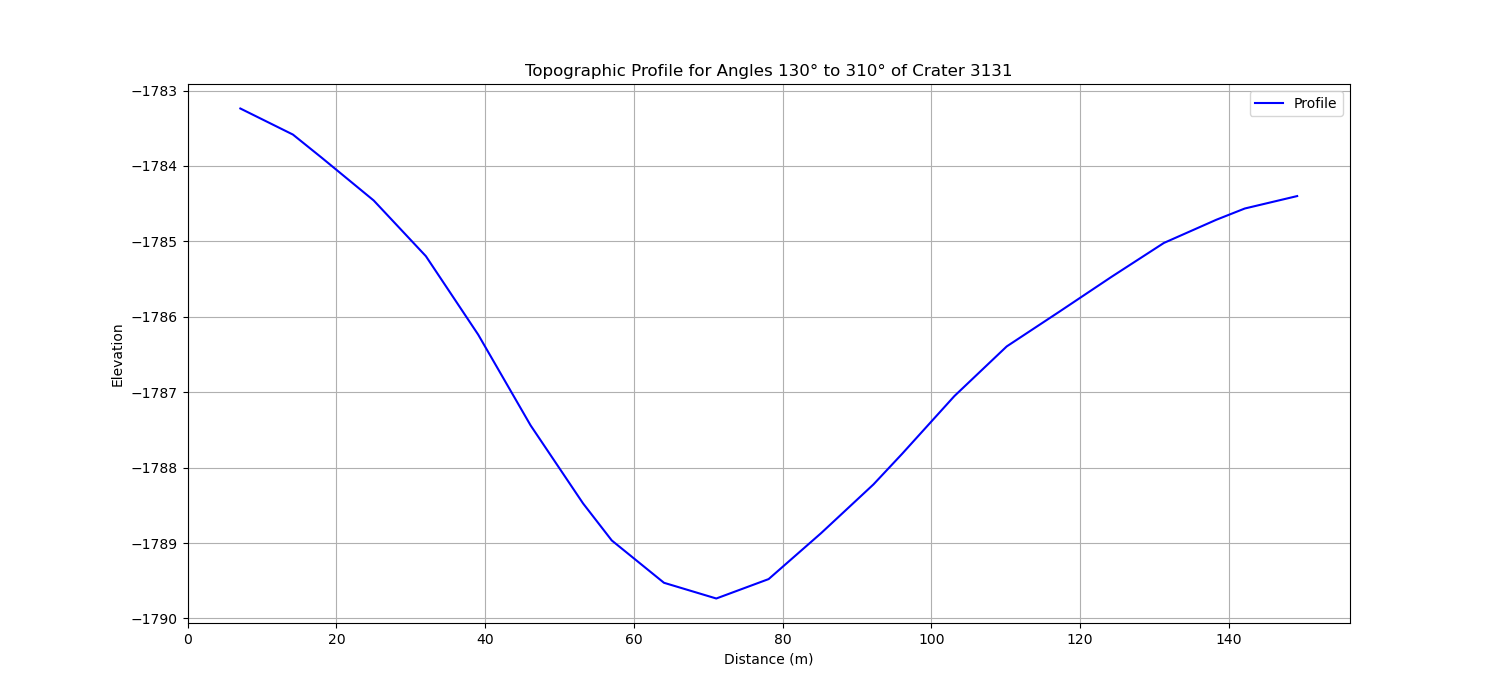 Topographic Profile for Angles 130° to 310° of Crater 3131
Profile
−1783
−1784
−1785
−1786
−1787
−1788
−1789
−1790
Elevation
0 20 40 60 80 100 120 140
Distance (m)